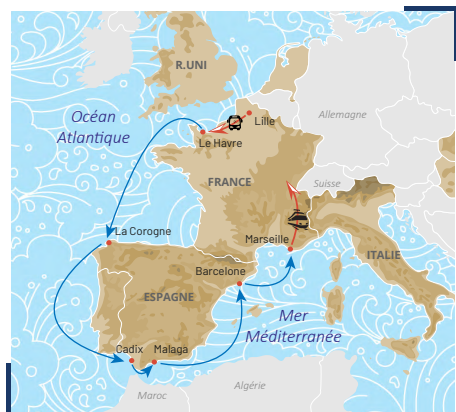 R.UNI
Océan
Atlantique
Lille
Allemagne
Le Havre
FRANCE
Suisse
La Corogne
Marseille
ITALIE
Barcelone
ESPAGNE
Mer
Méditerranée
Cadix
Malaga
Algérie
Maroc